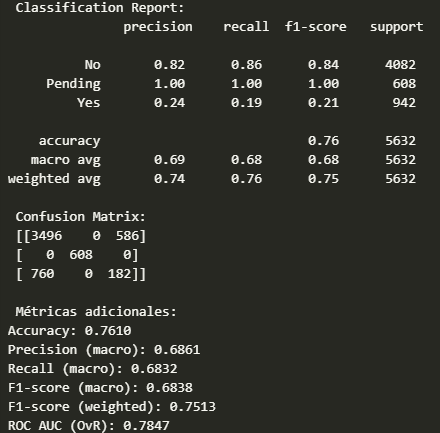 Classification Report:
precision recall f1-score support
No 0.82 0.86 0.84 4082
Pending 1.00 1.00 1.00 608
Yes 0.24 0.19 0.21 942
accuracy 0.76 5632
macro avg 0.69 0.68 0.68 5632
weighted avg 0.74 0.76 0.75 5632
Confusion Matrix:
[[3496 0 586]
[ 0 608 0]
[ 760 0 182]]
Métricas adicionales:
Accuracy: 0.7610
Precision (macro): 0.6861
Recall (macro): 0.6832
F1-score (macro): 0.6838
F1-score (weighted): 0.7513
ROC AUC (OvR): 0.7847